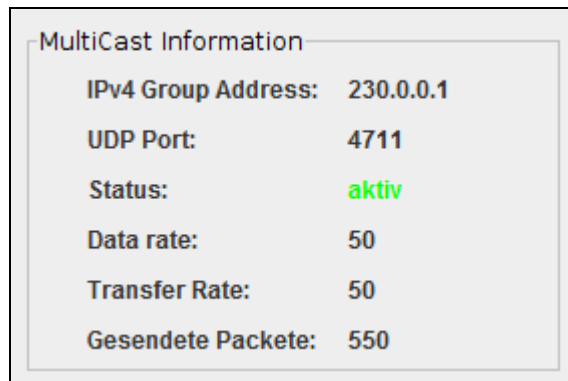 MultiCast Information
IPv4 Group Address: 230.0.0.1
UDP Port: 4711
Status: aktiv
Data rate: 50
Transfer Rate: 50
Gesendete Packete: 550